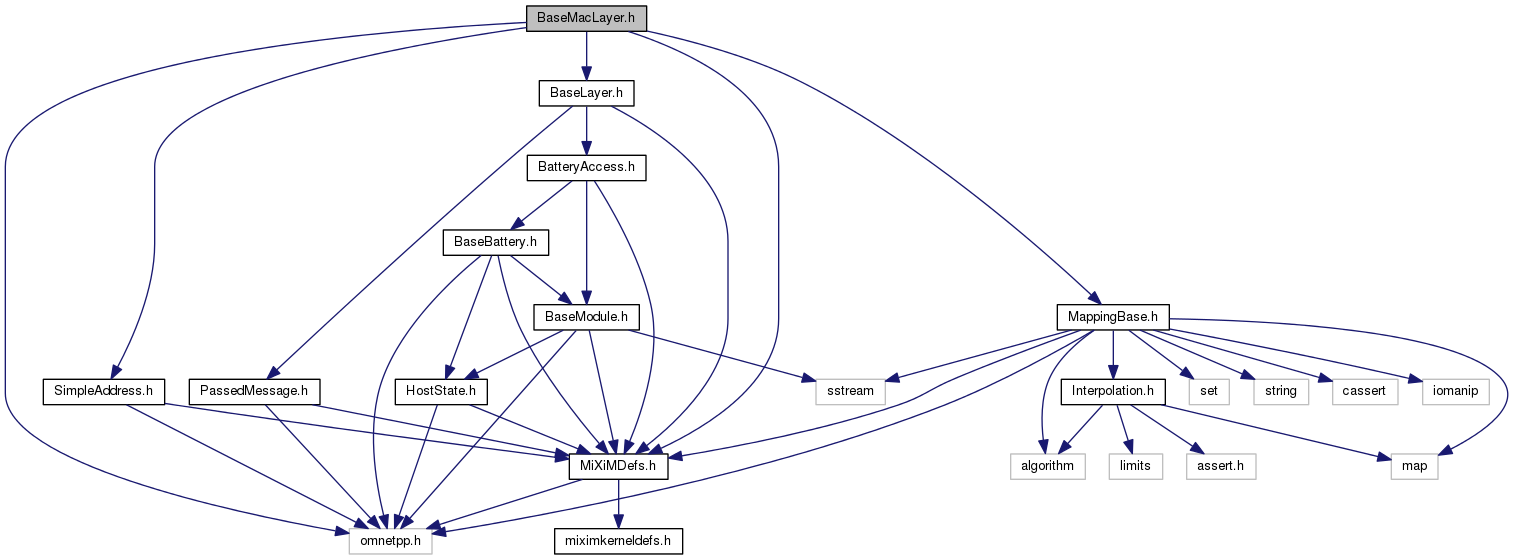 BaseMacLayer.h
BaseLayer.h
BatteryAccess.h
BaseBattery.h
BaseModule.h
MappingBase.h
SimpleAddress.h
PassedMessage.h
HostState.h
sstream
Interpolation.h
set
string
cassert
iomanip
MiXiMDefs.h
algorithm
limits
assert.h
map
omnetpp.h
miximkerneldefs.h